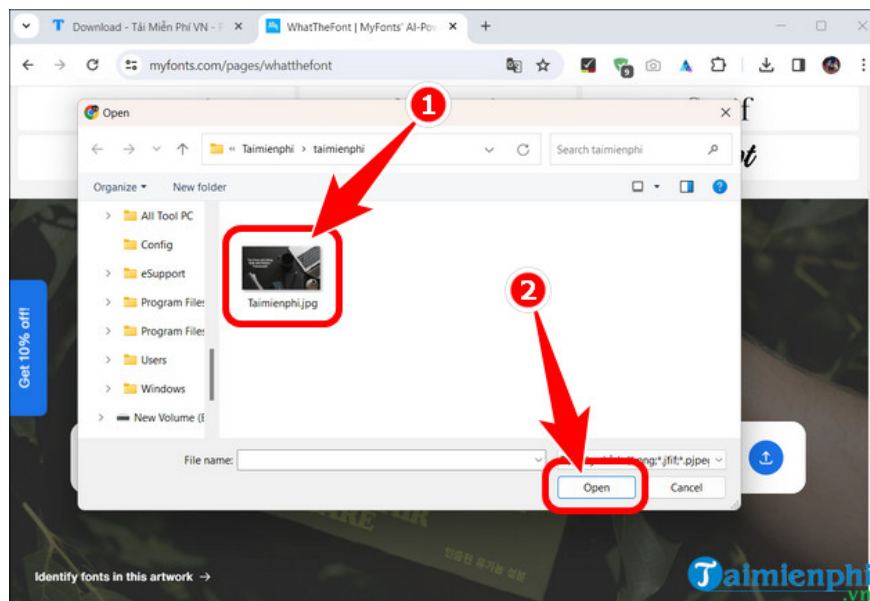 Download - Tải Miễn Phí VN - F
WhatTheFont | MyFonts' AI-Pov
myfonts.com/pages/whatthefont
9
Open
1
Taimienphi > taimienphi
Search taimienphi
Organize
New folder
All Tool PC
Config
eSupport
Program Files
Program Files
Users
Windows
New Volume (E
Taimienphi.jpg
2
File name:
Open
Cancel
Get 10% off!
Identify fonts in this artwork →
Taimienphi
.vn